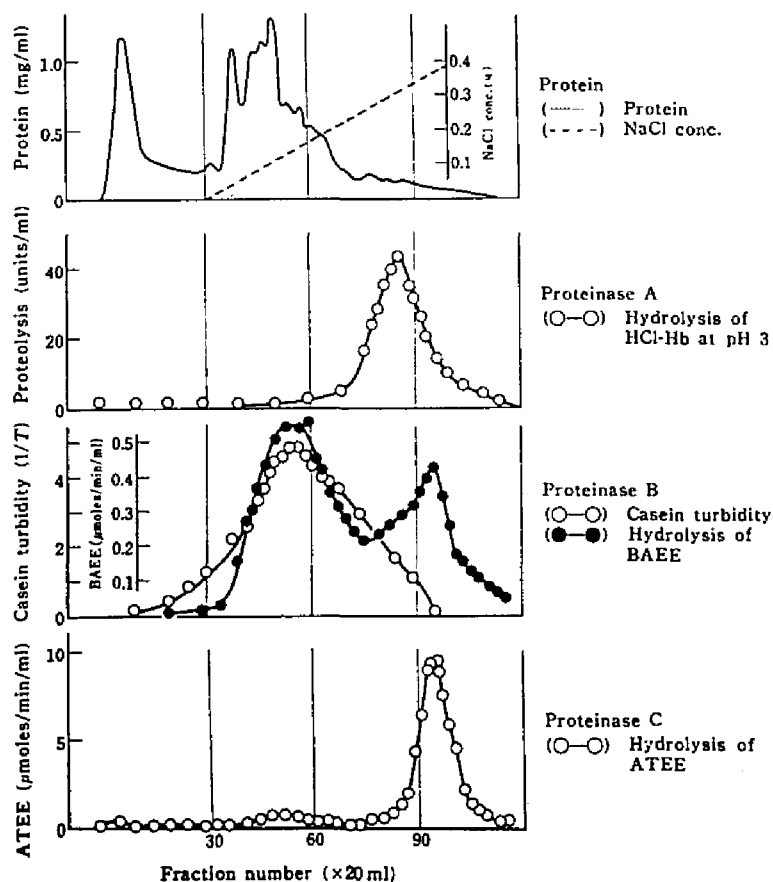 Protein (mg/ml)
1.0
0.5
0
0.4
0.3
0.2
0.1
NaCl conc.(M)
Protein
( ) Protein
(-----) NaCl conc.
Proteolysis (units/ml)
40
20
0
Proteinase A
(O—O) Hydrolysis of
HCl-Hb at pH 3
Casein turbidity (1/T)
4
2
0
BAEE(μmoles/min/ml)
0.5
0.4
0.3
0.2
0.1
Proteinase B
(O—O) Casein turbidity
(●—●) Hydrolysis of
BAEE
ATEE (μmoles/min/ml)
10
5
0
Proteinase C
(O—O) Hydrolysis of
ATEE
30
60
90
Fraction number (×20 ml)